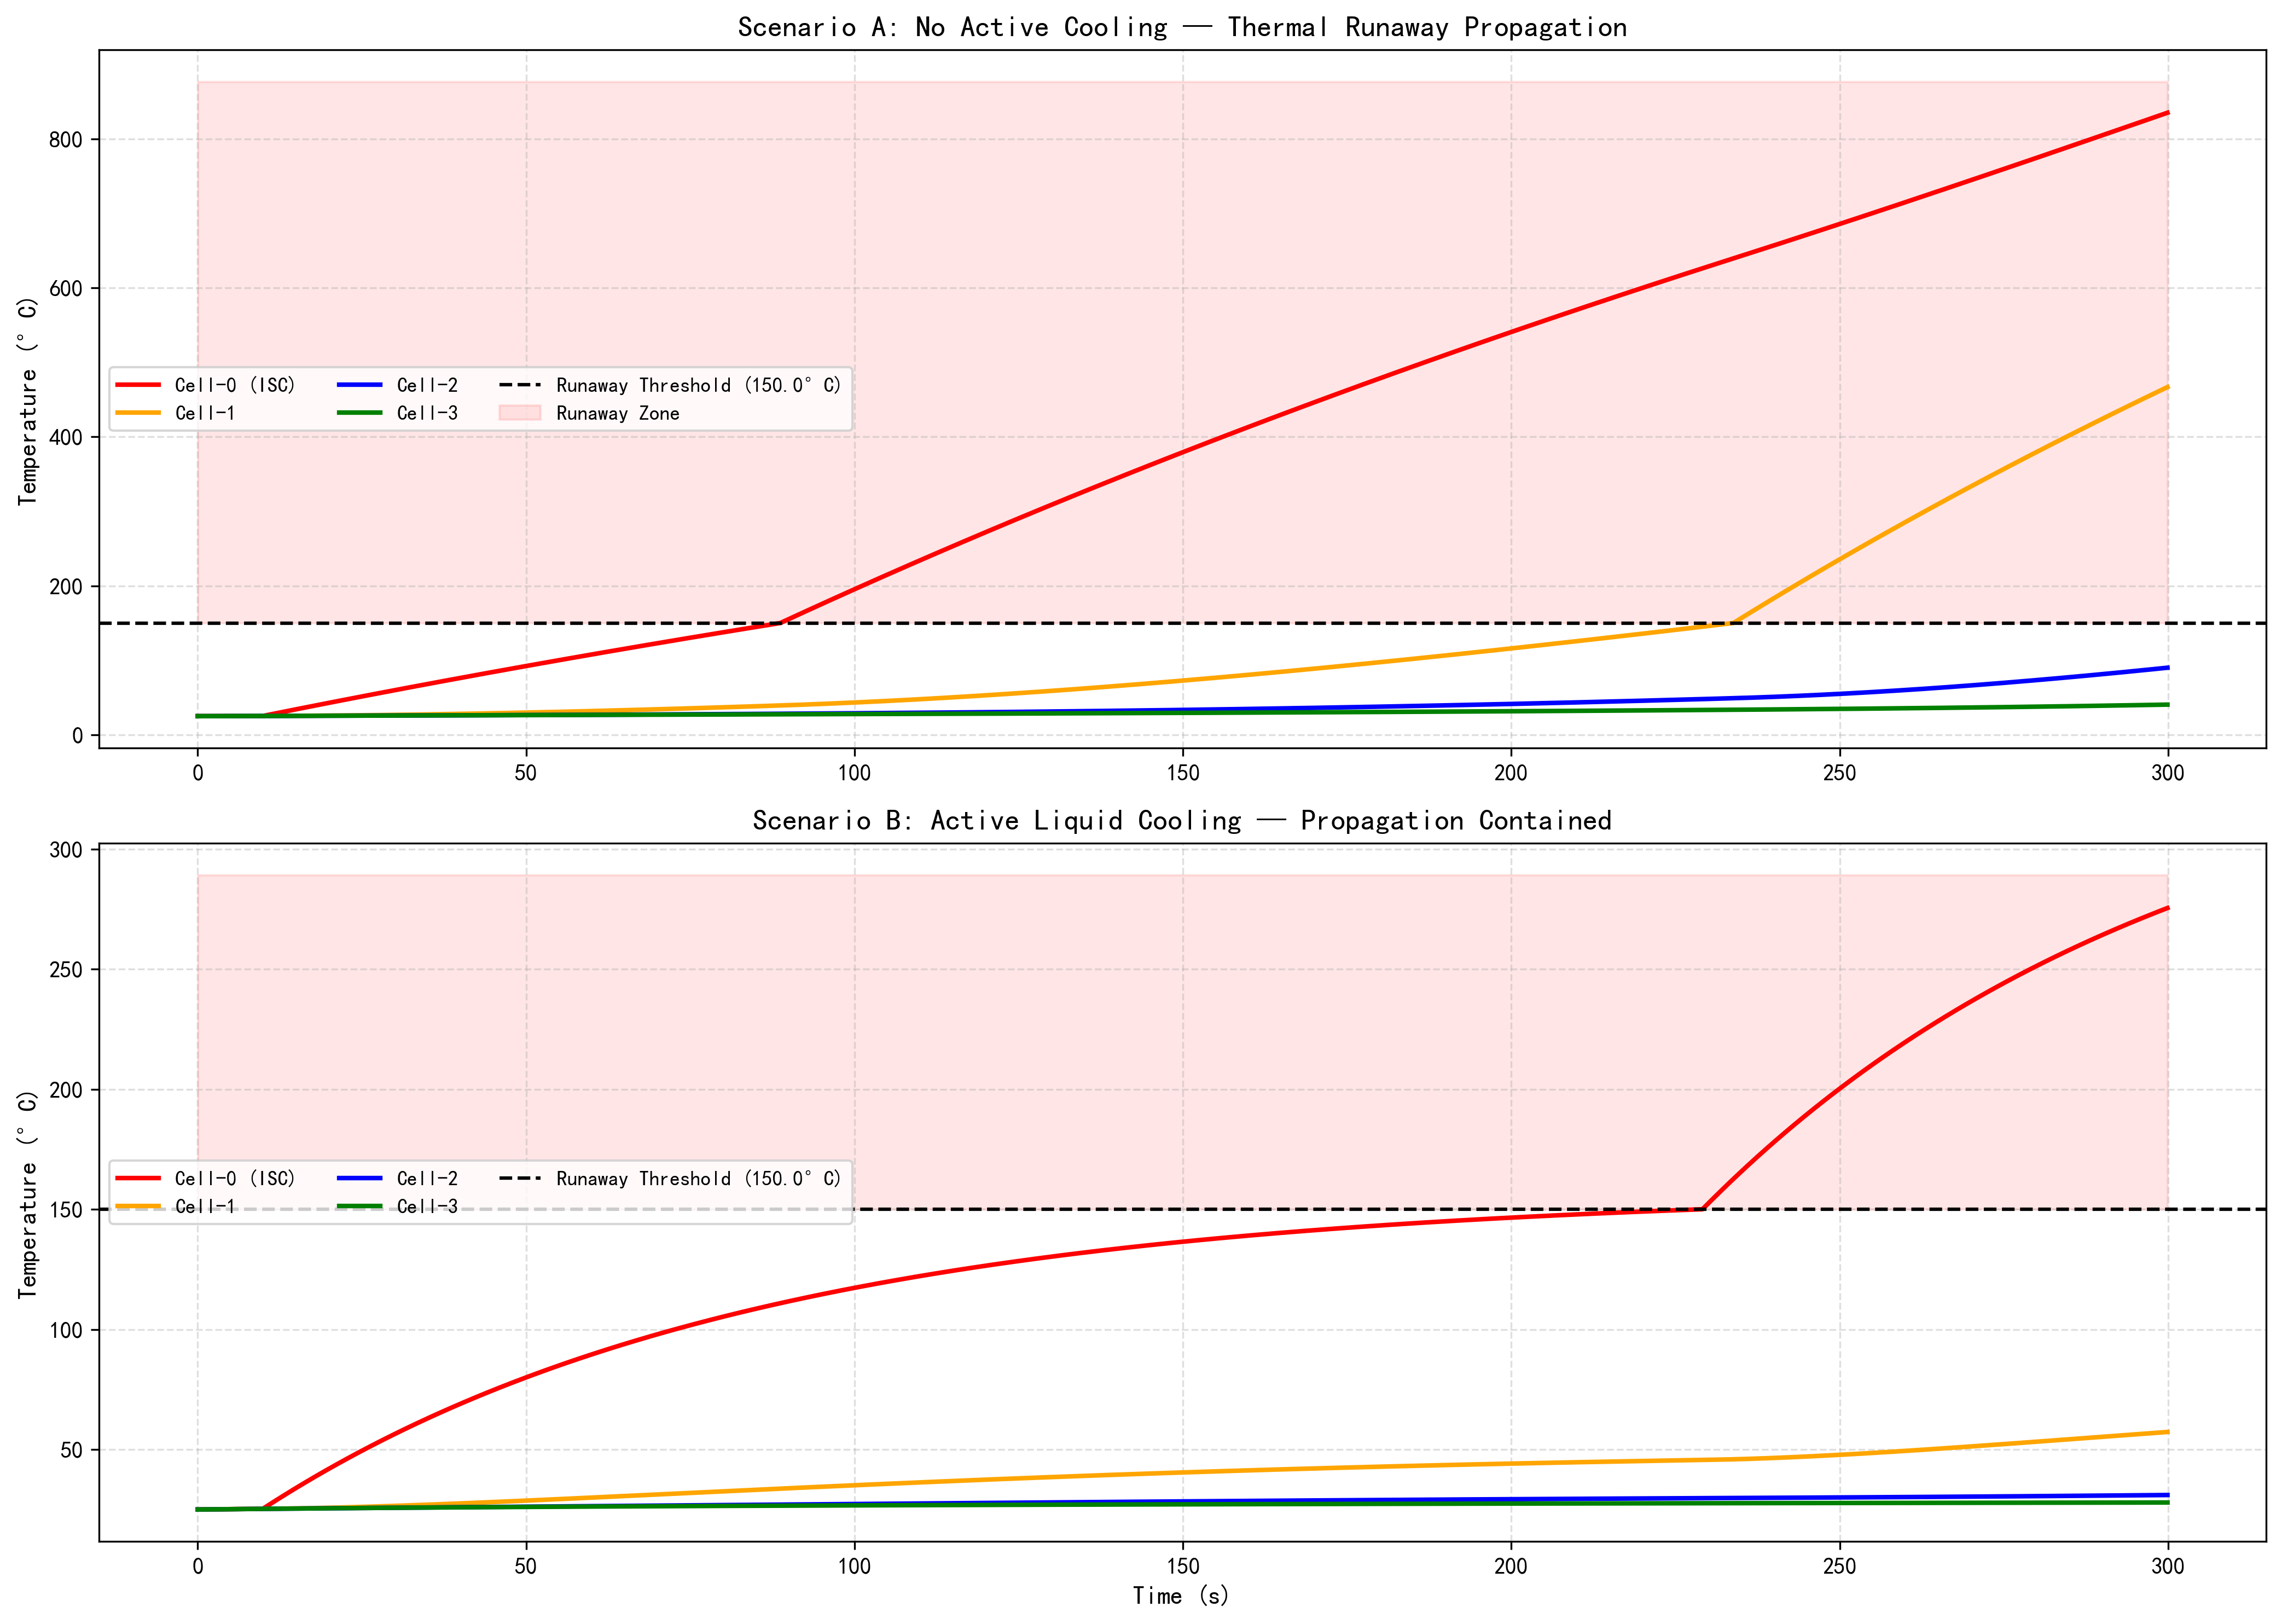 Scenario A: No Active Cooling — Thermal Runaway Propagation
Temperature (° C)
800
600
400
200
0
Cell-0 (ISC)
Cell-1
Cell-2
Cell-3
Runaway Threshold (150.0° C)
Runaway Zone
0 50 100 150 200 250 300
Scenario B: Active Liquid Cooling — Propagation Contained
Temperature (° C)
300
250
200
150
100
50
Cell-0 (ISC)
Cell-1
Cell-2
Cell-3
Runaway Threshold (150.0° C)
0 50 100 150 200 250 300
Time (s)